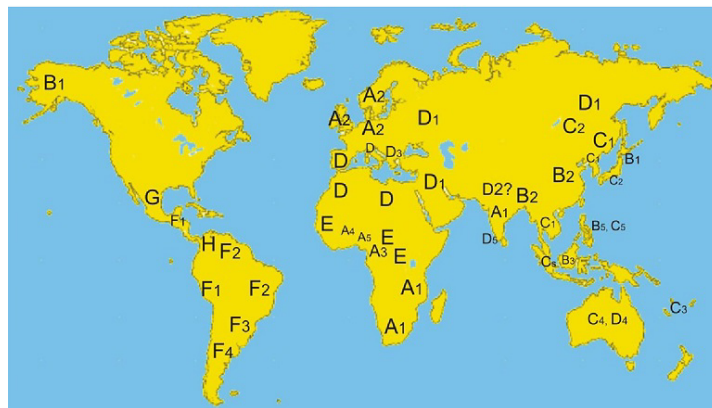 B1
A2
D1
D1
A2
A2
C2
C1
D
D3
D
C1
B1
C2
D
D
D1
D2?
B2
B2
G
F1
E
A4
A5
E
A3
E
A1
D5
C1
B5, C5
H
F2
B3
F1
F2
A1
C3
F3
A1
C4, D4
F4